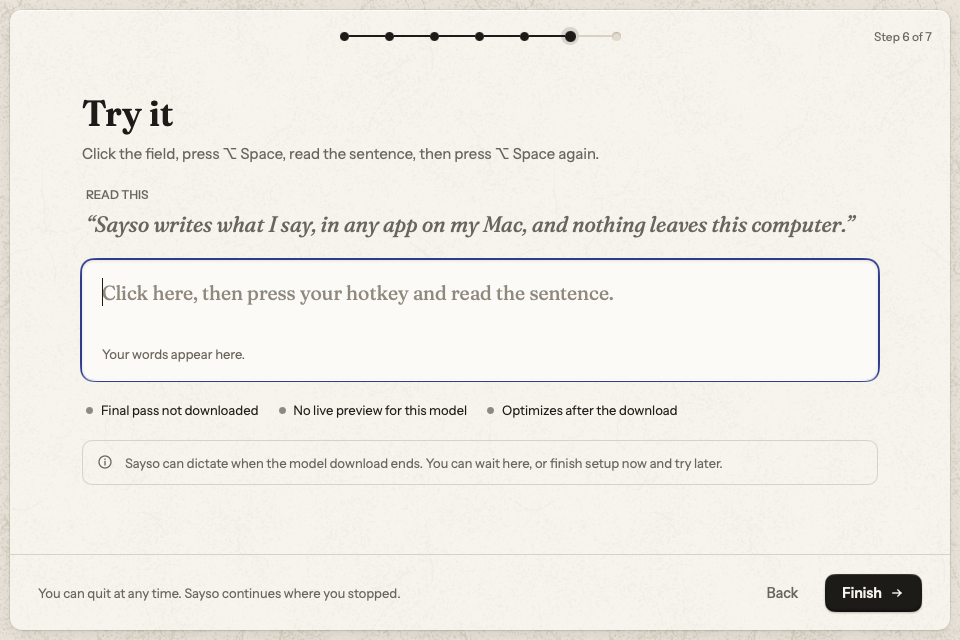 Step 6 of 7
Try it
Click the field, press ⌥ Space, read the sentence, then press ⌥ Space again.
READ THIS
“Sayso writes what I say, in any app on my Mac, and nothing leaves this computer.”
Click here, then press your hotkey and read the sentence.
Your words appear here.
Final pass not downloaded No live preview for this model Optimizes after the download
Sayso can dictate when the model download ends. You can wait here, or finish setup now and try later.
You can quit at any time. Sayso continues where you stopped. Back Finish →